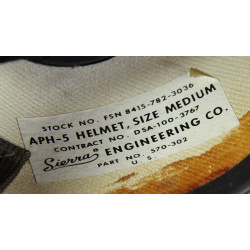 STOCK NO. FSN 8415-782-3036
APH-5 HELMET, SIZE MEDIUM
CONTRACT NO. DSA-100-3767
Sierra ® ENGINEERING CO.
PART NO. 570-302
U.S.